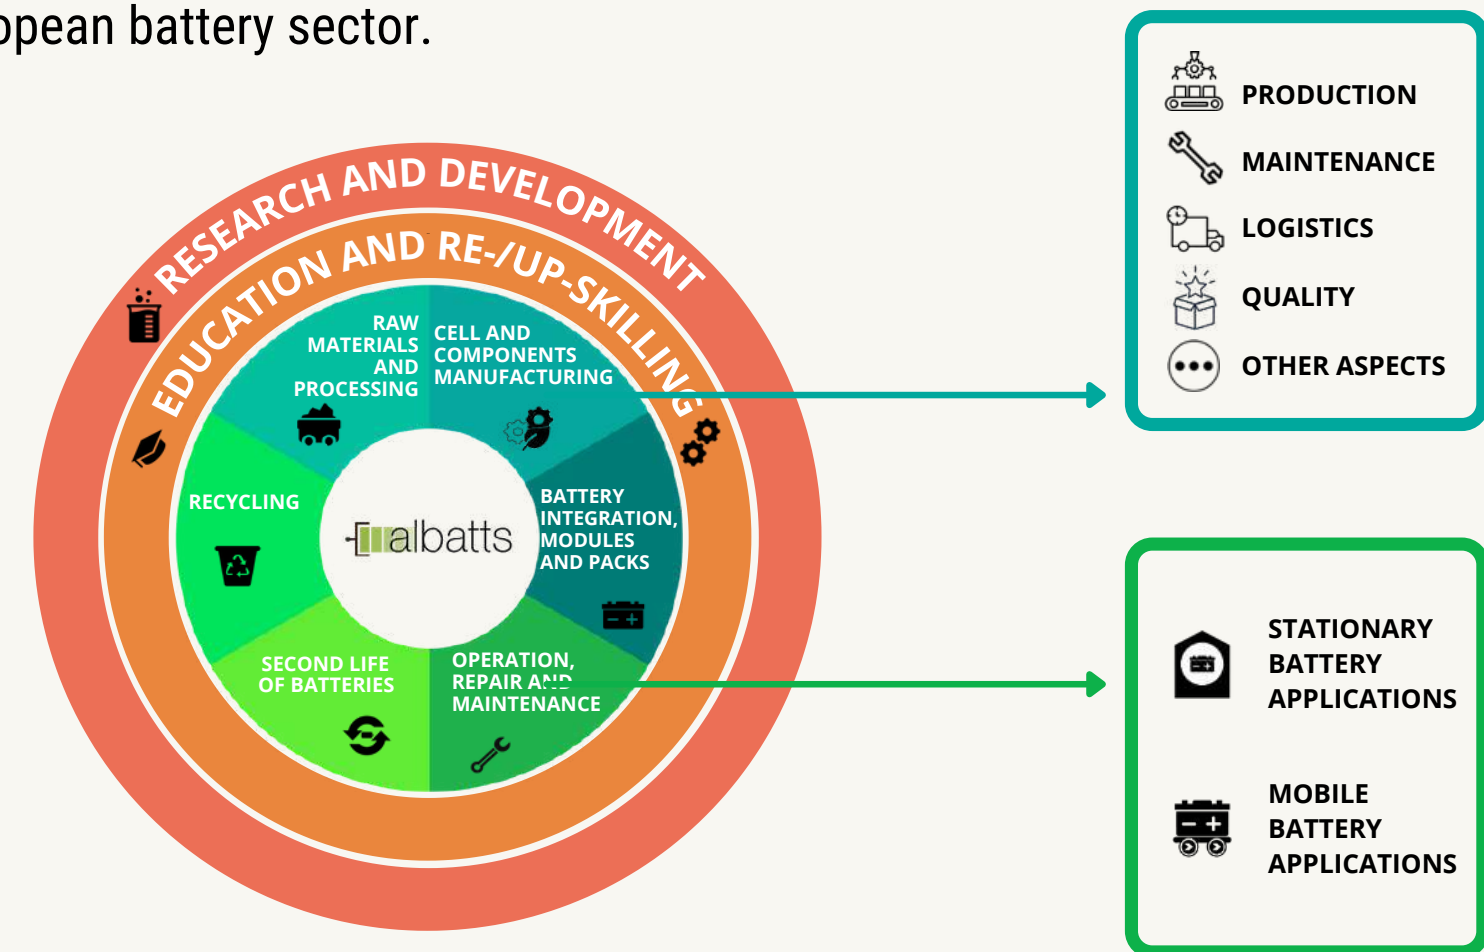 opean battery sector.
RESEARCH AND DEVELOPMENT
EDUCATION AND RE-/UP-SKILLING
RAW
MATERIALS
AND
PROCESSING
CELL AND
COMPONENTS
MANUFACTURING
RECYCLING
albatts
BATTERY
INTEGRATION,
MODULES
AND PACKS
SECOND LIFE
OF BATTERIES
OPERATION,
REPAIR AND
MAINTENANCE
PRODUCTION
MAINTENANCE
LOGISTICS
QUALITY
OTHER ASPECTS
STATIONARY
BATTERY
APPLICATIONS
MOBILE
BATTERY
APPLICATIONS